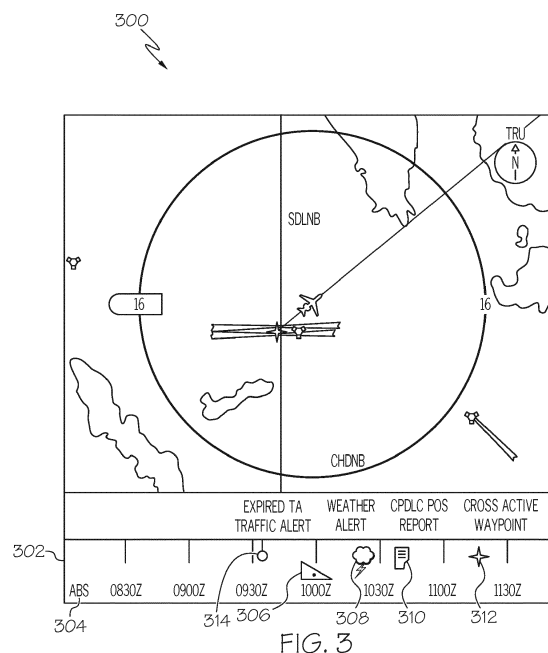 300
TRU
N
SDLNB
16
16
CHDNB
EXPIRED TA
TRAFFIC ALERT
WEATHER
ALERT
CPDLC POS
REPORT
CROSS ACTIVE
WAYPOINT
302
ABS 0830Z 0900Z 0930Z 1000Z 1030Z 1100Z 1130Z
304
314
306
308
310
312
FIG. 3